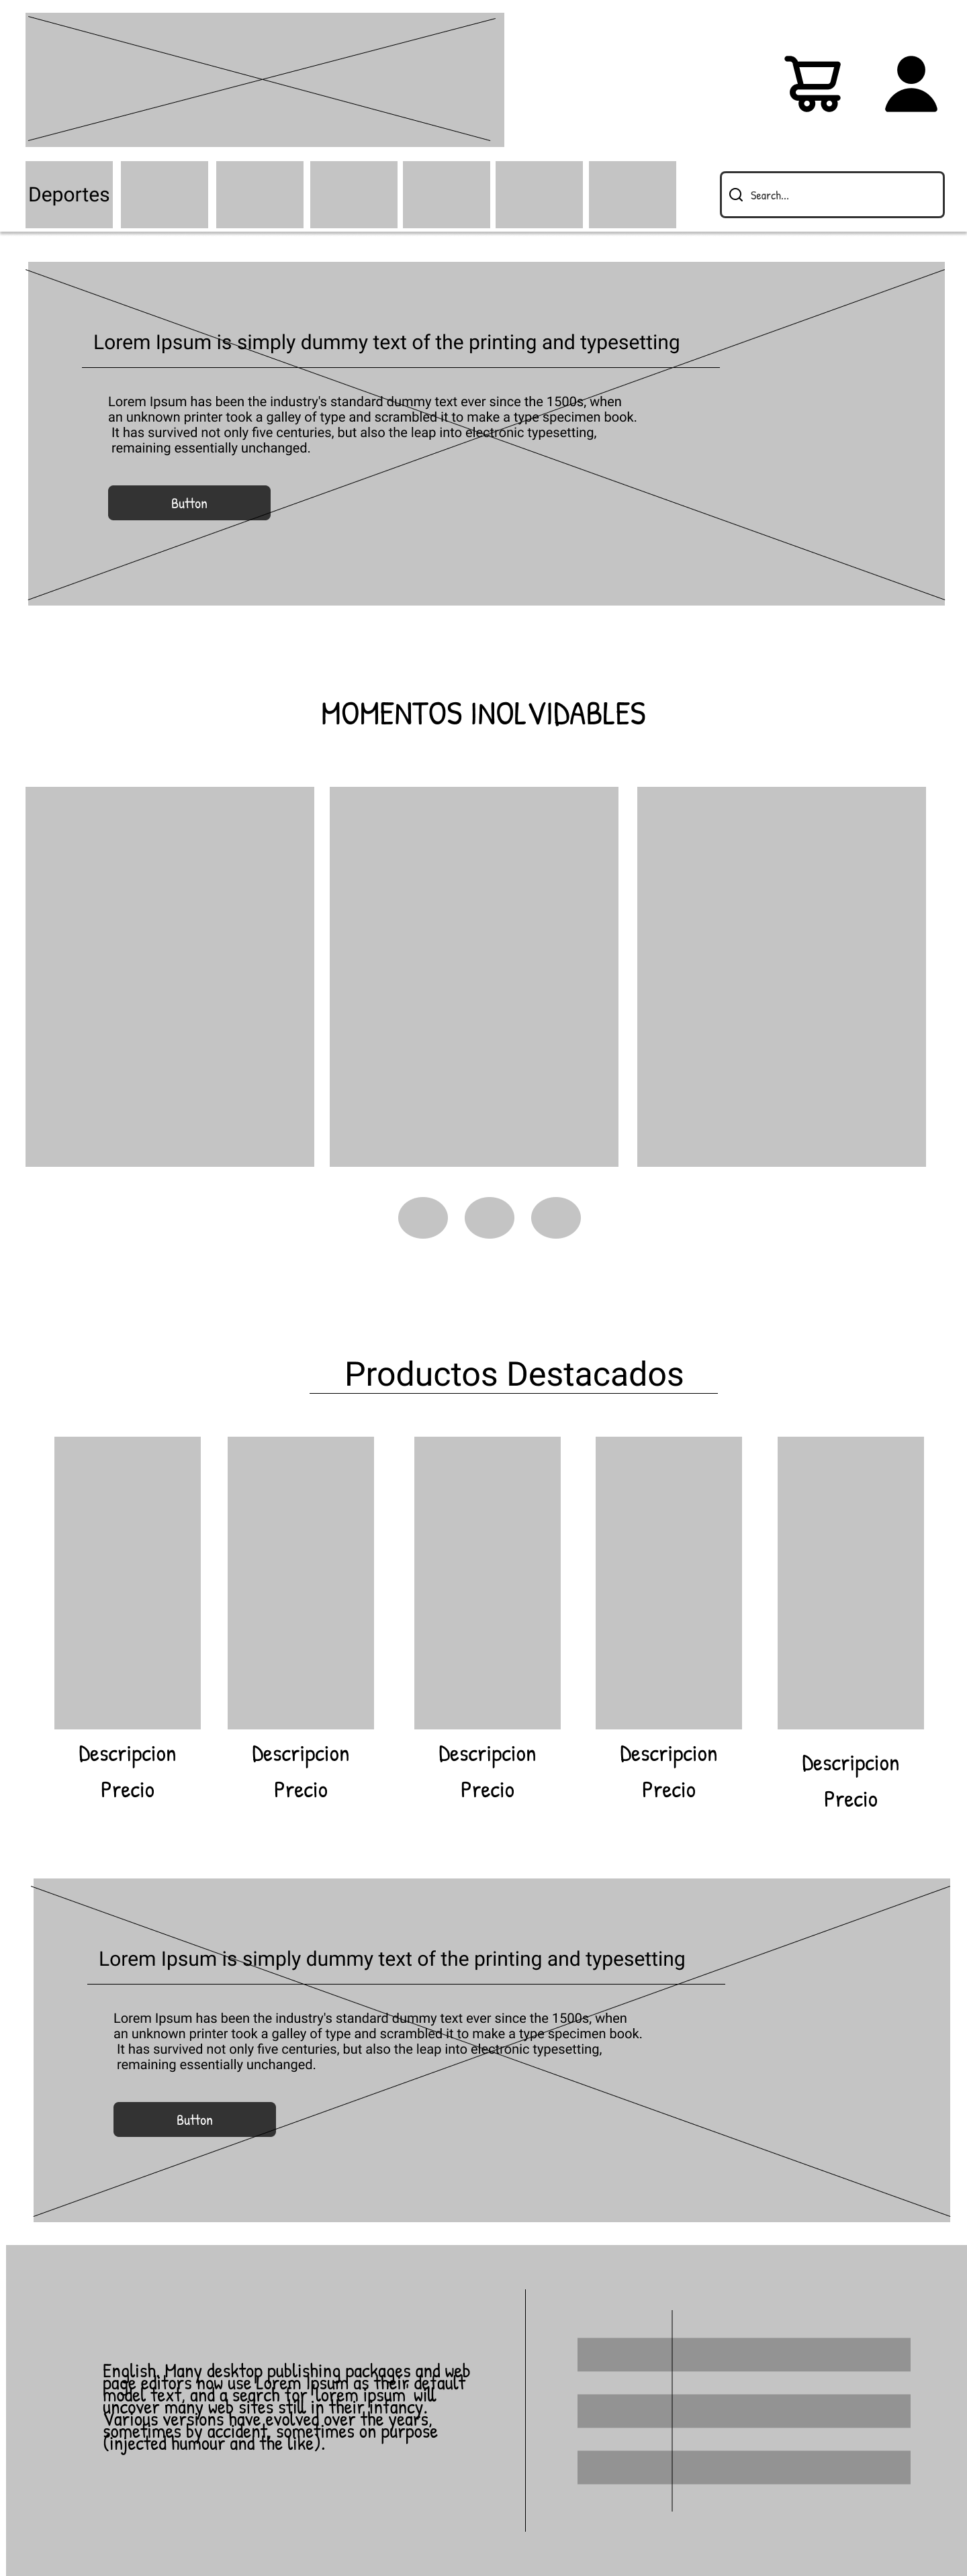 Deportes
Search...
Lorem Ipsum is simply dummy text of the printing and typesetting
Lorem Ipsum has been the industry's standard dummy text ever since the 1500s, when
an unknown printer took a galley of type and scrambled it to make a type specimen book.
It has survived not only five centuries, but also the leap into electronic typesetting,
remaining essentially unchanged.
Button
MOMENTOS INOLVIDABLES
Productos Destacados
Descripcion
Precio
Descripcion
Precio
Descripcion
Precio
Descripcion
Precio
Descripcion
Precio
Lorem Ipsum is simply dummy text of the printing and typesetting
Lorem Ipsum has been the industry's standard dummy text ever since the 1500s, when
an unknown printer took a galley of type and scrambled it to make a type specimen book.
It has survived not only five centuries, but also the leap into electronic typesetting,
remaining essentially unchanged.
Button
English. Many desktop publishing packages and web
page editors now use Lorem Ipsum as their default
model text, and a search for 'lorem ipsum' will
uncover many web sites still in their infancy.
Various versions have evolved over the years,
sometimes by accident, sometimes on purpose
(injected humour and the like).